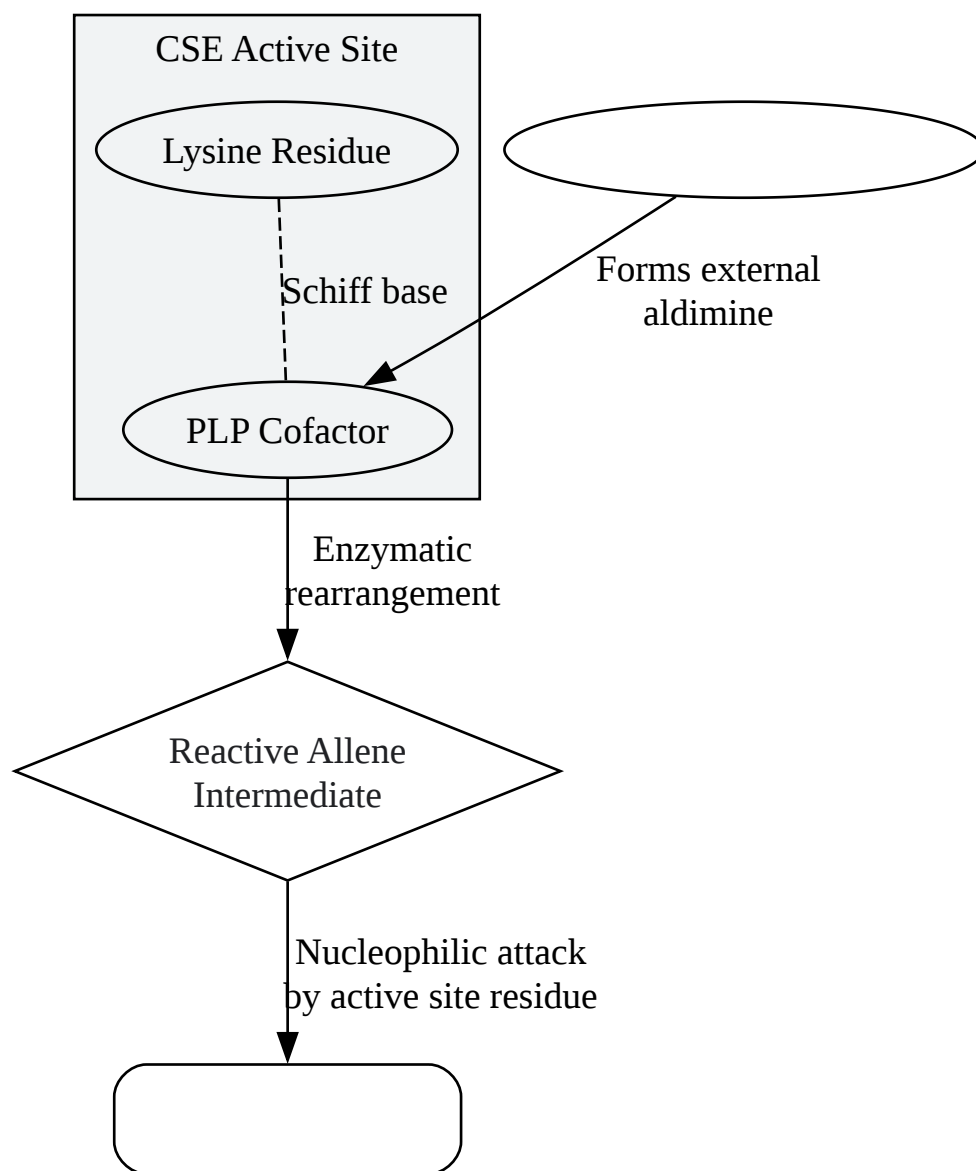 CSE Active Site
Lysine Residue
Schiff base
Forms external
aldimine
PLP Cofactor
Enzymatic
rearrangement
Reactive Allene
Intermediate
Nucleophilic attack
by active site residue